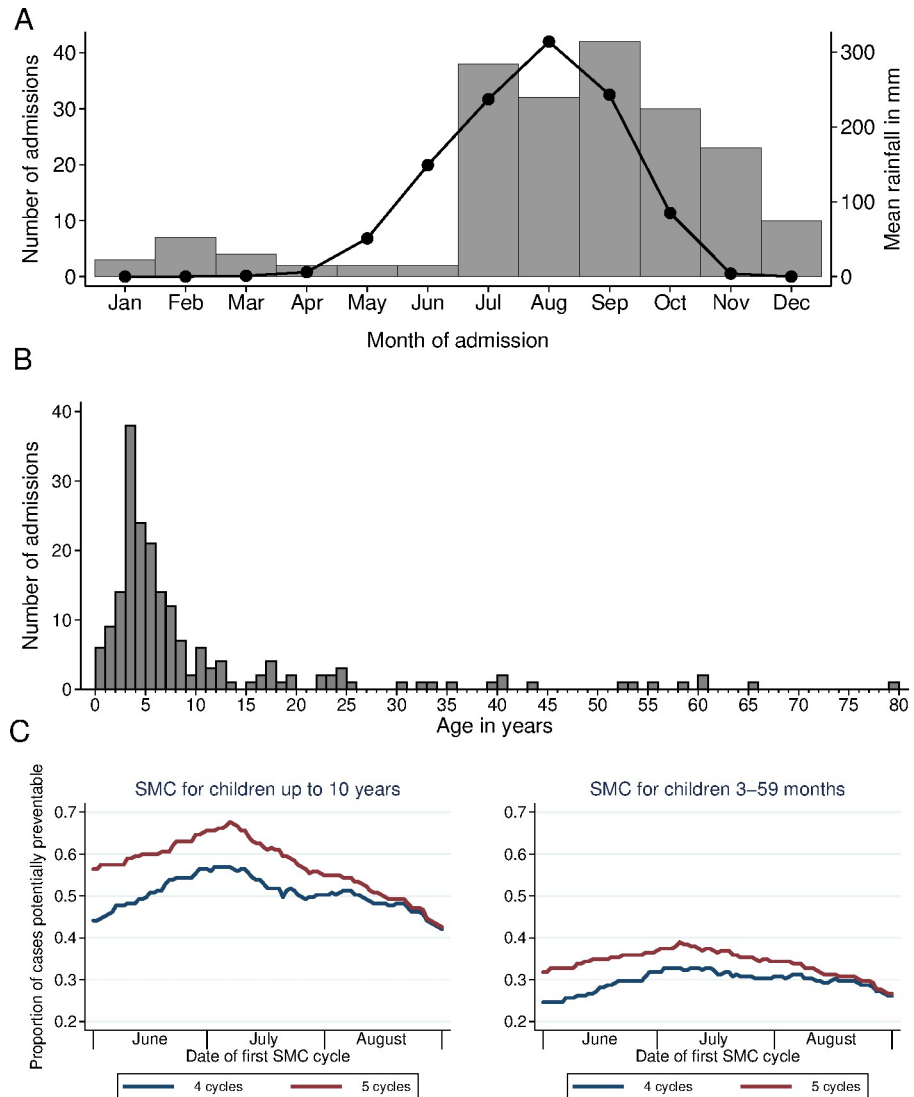 A
Number of admissions
40
30
20
10
0
Mean rainfall in mm
300
200
100
0
Jan Feb Mar Apr May Jun Jul Aug Sep Oct Nov Dec
Month of admission
B
Number of admissions
40
30
20
10
0
0 5 10 15 20 25 30 35 40 45 50 55 60 65 70 75 80
Age in years
C
Proportion of cases potentially preventable
SMC for children up to 10 years
0.7
0.6
0.5
0.4
0.3
0.2
June July August
Date of first SMC cycle
4 cycles 5 cycles
SMC for children 3–59 months
0.7
0.6
0.5
0.4
0.3
0.2
June July August
Date of first SMC cycle
4 cycles 5 cycles